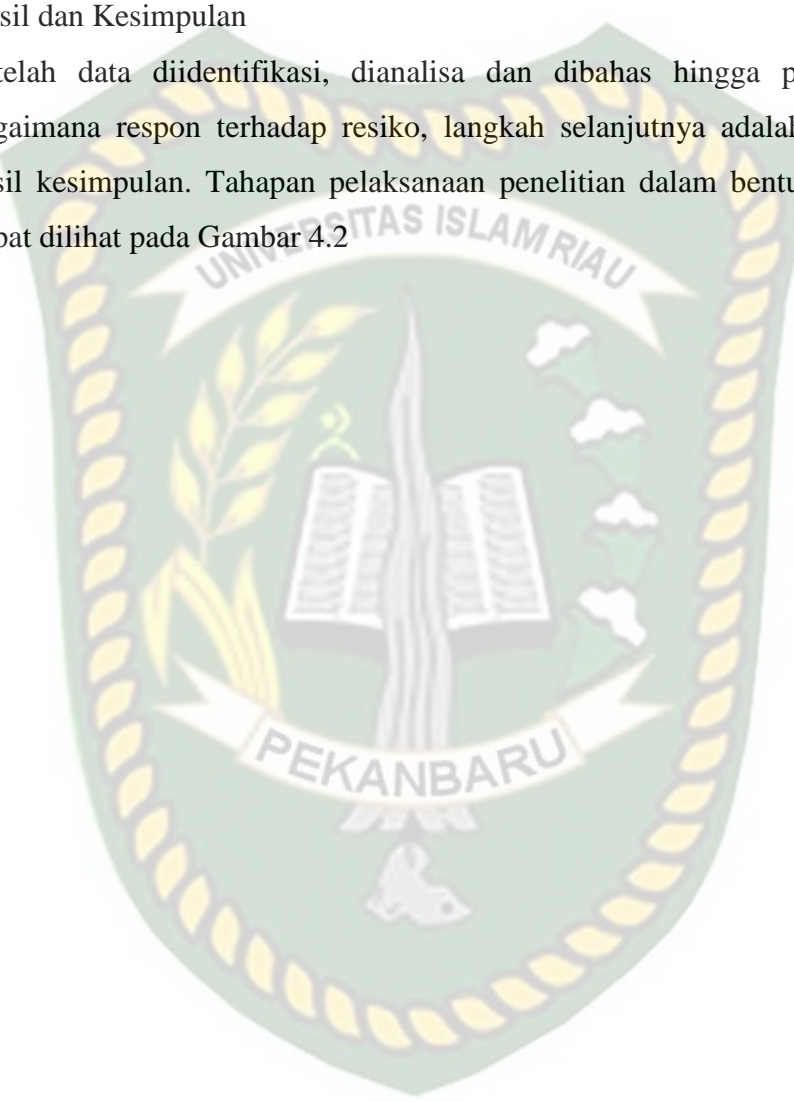 sil dan Kesimpulan
telah data diidentifikasi, dianalisa dan dibahas hingga p
gaimana respon terhadap resiko, langkah selanjutnya adalah
sil kesimpulan. Tahapan pelaksanaan penelitian dalam bentu
pat dilihat pada Gambar 4.2
UNIVERSITAS ISLAM RIAU
PEKANBARU